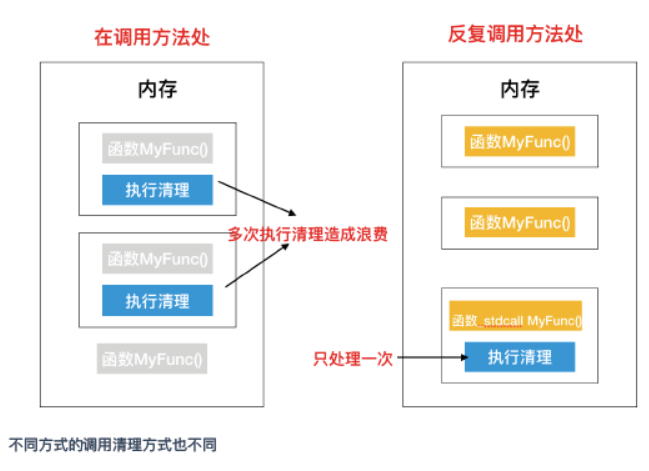 在调用方法处
内存
函数MyFunc()
执行清理
函数MyFunc()
执行清理
函数MyFunc()
多次执行清理造成浪费
反复调用方法处
内存
函数MyFunc()
函数MyFunc()
函数_stdcall MyFunc()
执行清理
只处理一次
不同方式的调用清理方式也不同